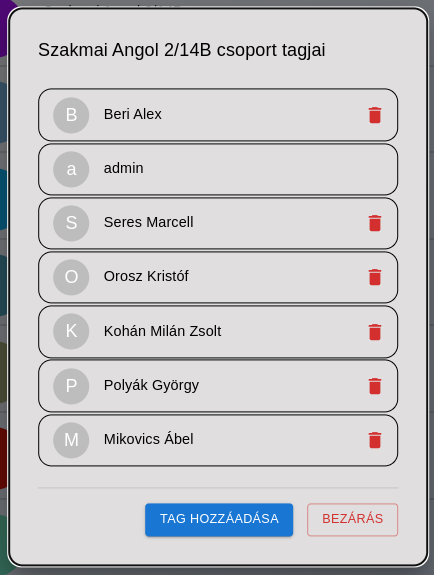 Szakmai Angol 2/14B csoport tagjai
B Beri Alex
a admin
S Seres Marcell
O Orosz Kristóf
K Kohán Milán Zsolt
P Polyák György
M Mikovics Ábel
TAG HOZZÁADÁSA BEZÁRÁS